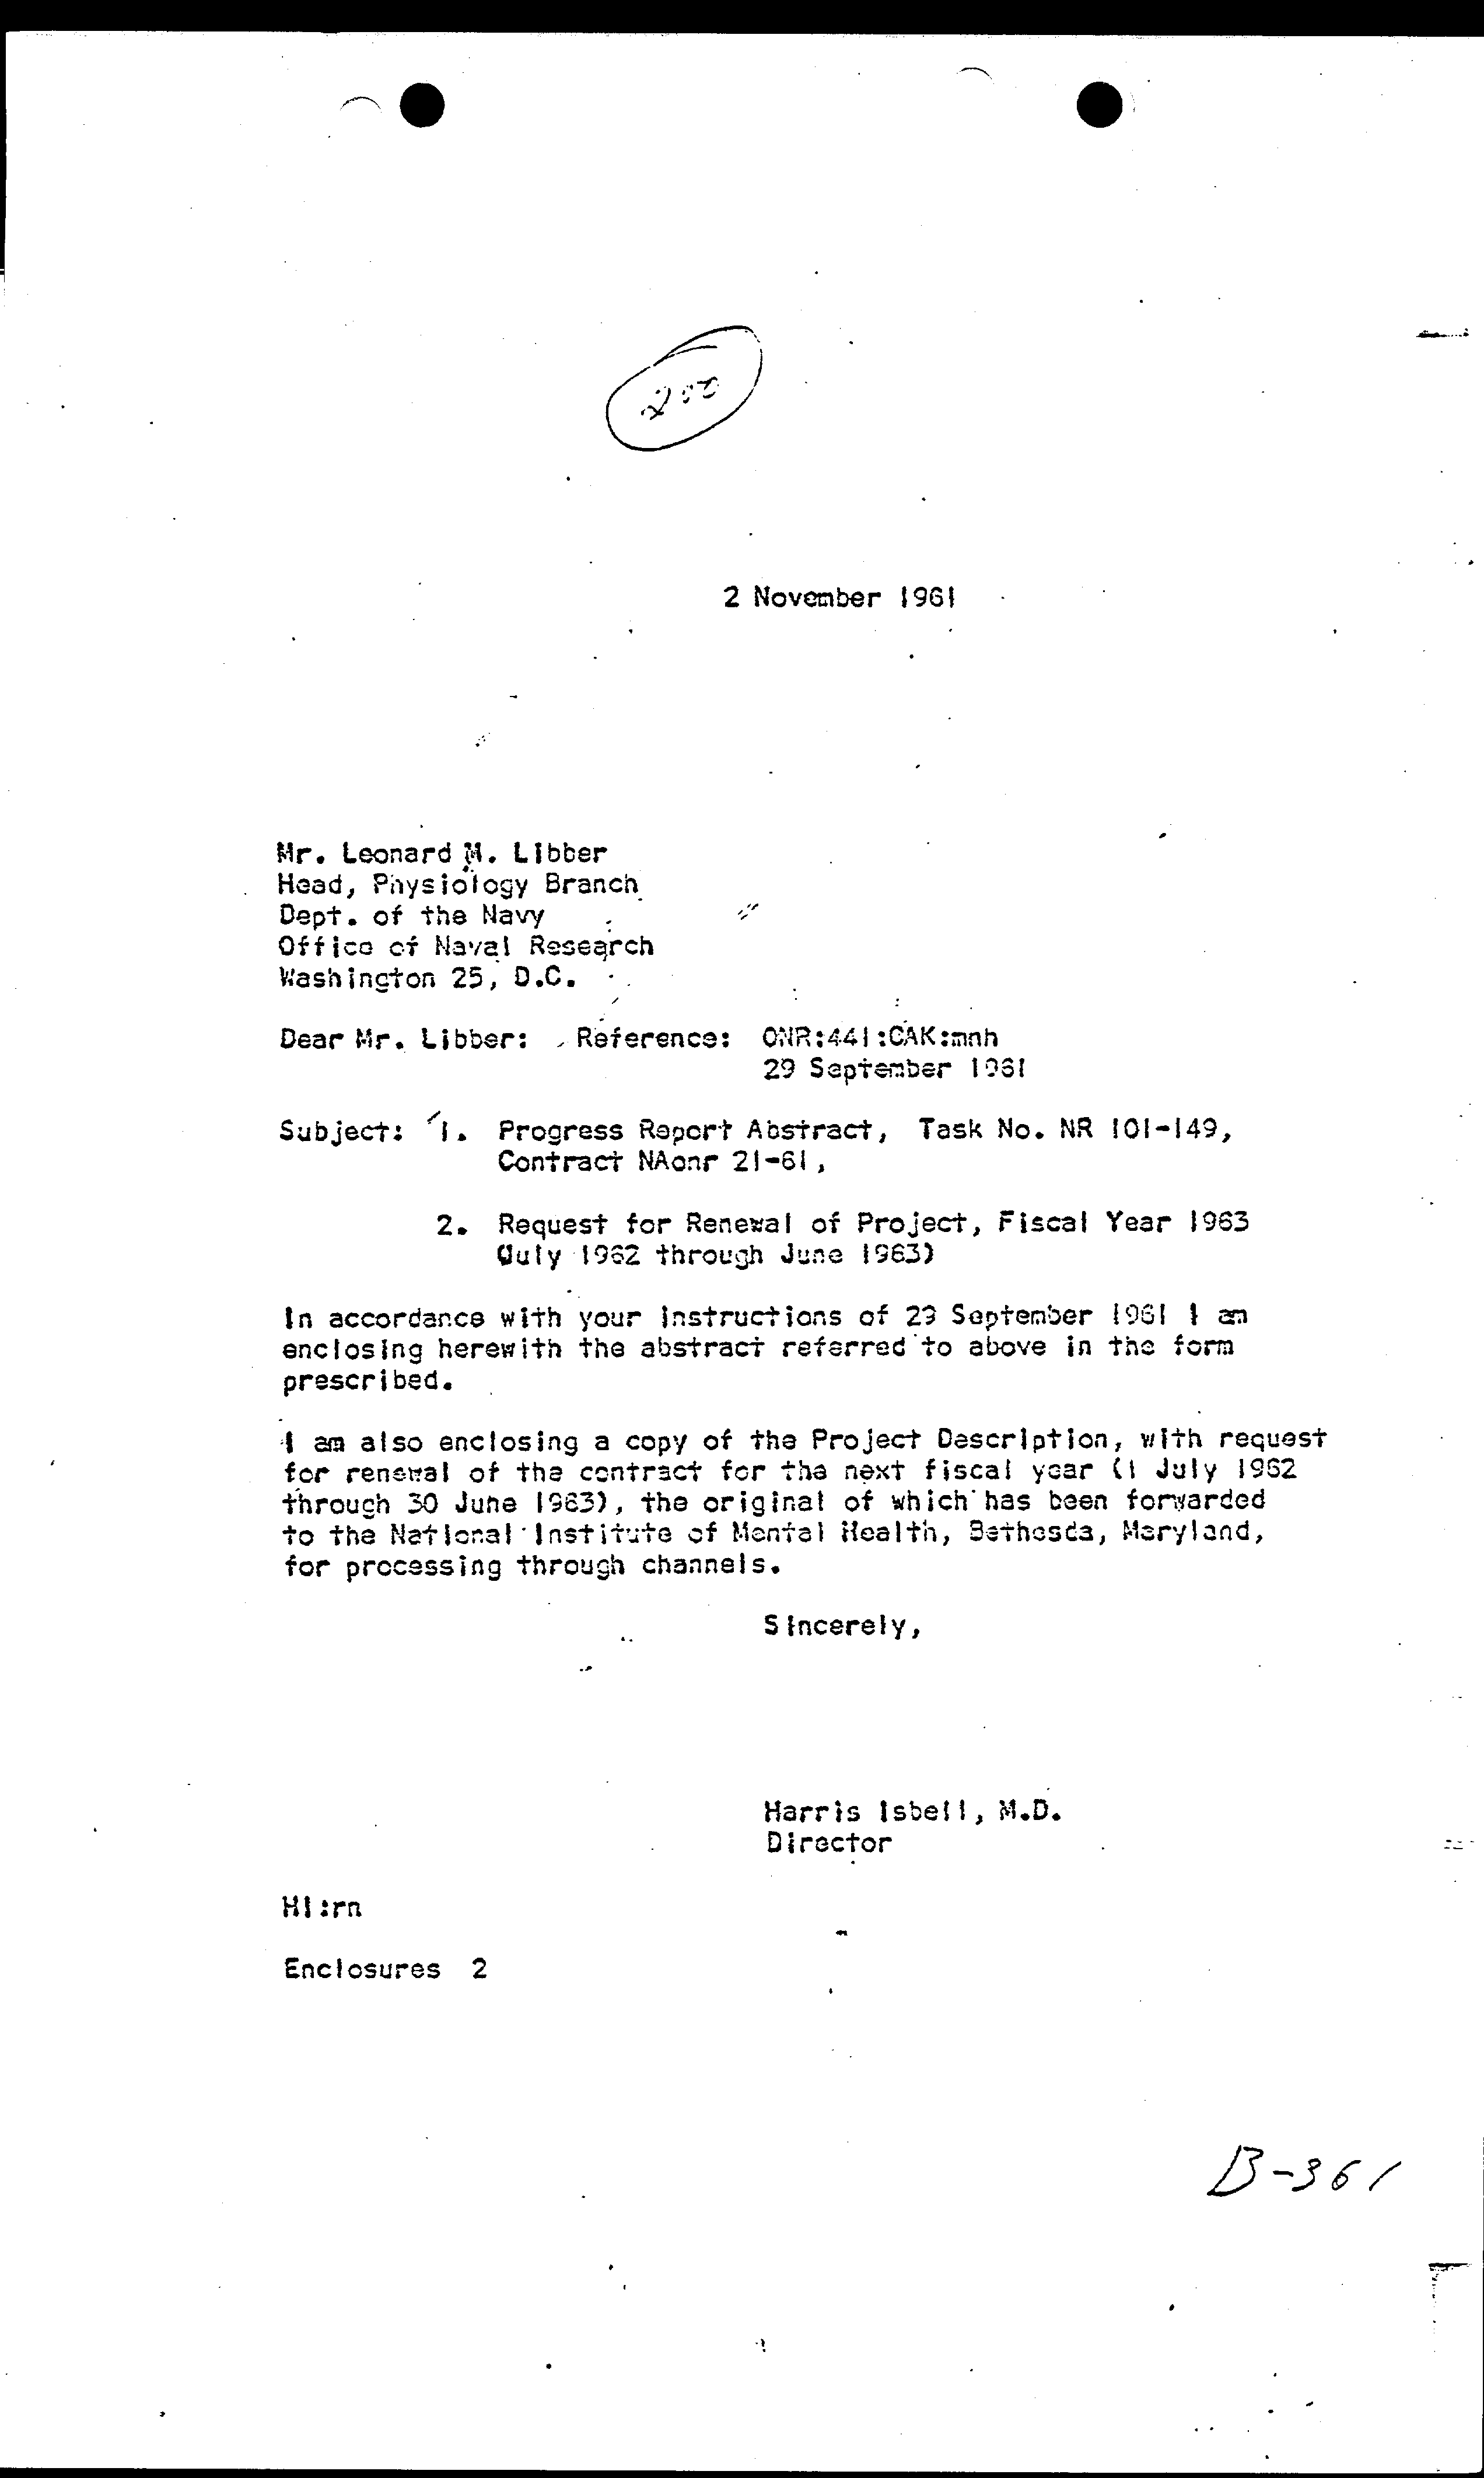 200
2 November 1961
Mr. Leonard M. Libber
Head, Physiology Branch
Dept. of the Navy
Office of Naval Research
Washington 25, D.C.
Dear Mr. Libber: Reference: ONR:441:CAK:mnh
29 September 1961
Subject: 1. Progress Report Abstract, Task No. NR 101-149,
Contract NAonr 21-61,
2. Request for Renewal of Project, Fiscal Year 1963
(July 1962 through June 1963)
In accordance with your instructions of 29 September 1961 I am
enclosing herewith the abstract referred to above in the form
prescribed.
I am also enclosing a copy of the Project Description, with request
for renewal of the contract for the next fiscal year (1 July 1962
through 30 June 1963), the original of which has been forwarded
to the National Institute of Mental Health, Bethesda, Maryland,
for processing through channels.
Sincerely,
Harris Isbell, M.D.
Director
HI:rn
Enclosures 2
B-361